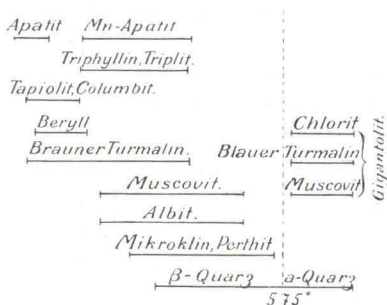 Apatit Mn-Apatit
Triphyllin, Triplit.
Tapiolit, Columbit.
Beryll Chlorit
Brauner Turmalin. Blauer Turmalin
Muscovit. Muscovit
Gigantolit.
Albit.
Mikroklin, Perthit
β-Quarz a-Quarz
575°